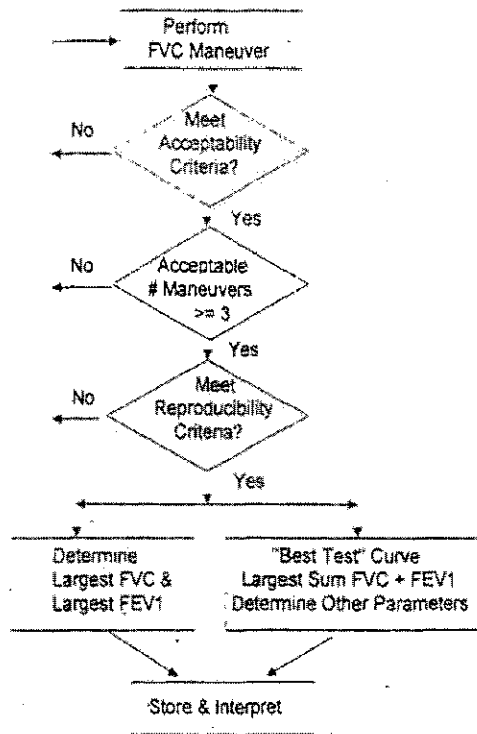 Perform
FVC Maneuver
No
Meet
Acceptability
Criteria?
Yes
No
Acceptable
# Maneuvers
>= 3
Yes
No
Meet
Reproducibility
Criteria?
Yes
Determine
Largest FVC &
Largest FEV1
"Best Test" Curve
Largest Sum FVC + FEV1
Determine Other Parameters
Store & Interpret